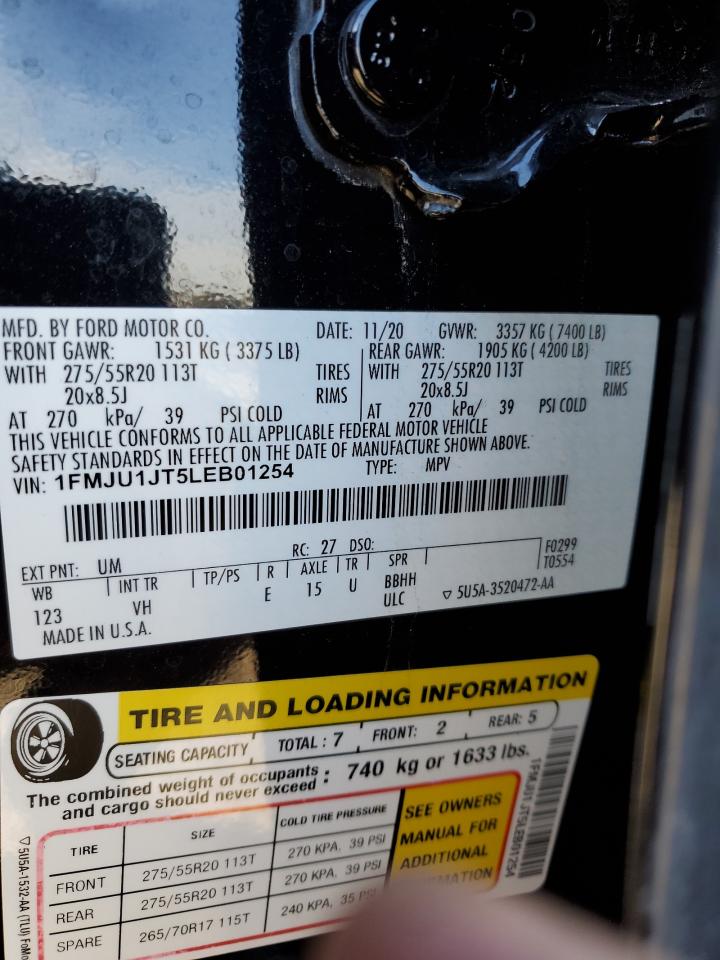 MFD. BY FORD MOTOR CO. DATE: 11/20 GVWR: 3357 KG ( 7400 LB)
FRONT GAWR: 1531 KG ( 3375 LB) REAR GAWR: 1905 KG ( 4200 LB)
WITH 275/55R20 113T TIRES WITH 275/55R20 113T TIRES
20x8.5J RIMS 20x8.5J RIMS
AT 270 kPa/ 39 PSI COLD AT 270 kPa/ 39 PSI COLD
THIS VEHICLE CONFORMS TO ALL APPLICABLE FEDERAL MOTOR VEHICLE
SAFETY STANDARDS IN EFFECT ON THE DATE OF MANUFACTURE SHOWN ABOVE.
VIN: 1FMJU1JT5LEB01254 TYPE: MPV
EXT PNT: UM RC: 27 DSO: F0299
WB INT TR TP/PS R AXLE TR SPR T0554
123 VH E 15 U BBHH
ULC ▽ 5U5A-3520472-AA
MADE IN U.S.A.
TIRE AND LOADING INFORMATION
SEATING CAPACITY TOTAL : 7 FRONT: 2 REAR: 5
The combined weight of occupants
and cargo should never exceed : 740 kg or 1633 lbs.
TIRE SIZE COLD TIRE PRESSURE
FRONT 275/55R20 113T 270 KPA, 39 PSI
REAR 275/55R20 113T 270 KPA, 39 PSI
SPARE 265/70R17 115T 240 KPA, 35
SEE OWNERS
MANUAL FOR
ADDITIONAL
1FMJU1JT5LEB01254
▽ 5U5A-1532-AA (TLU)